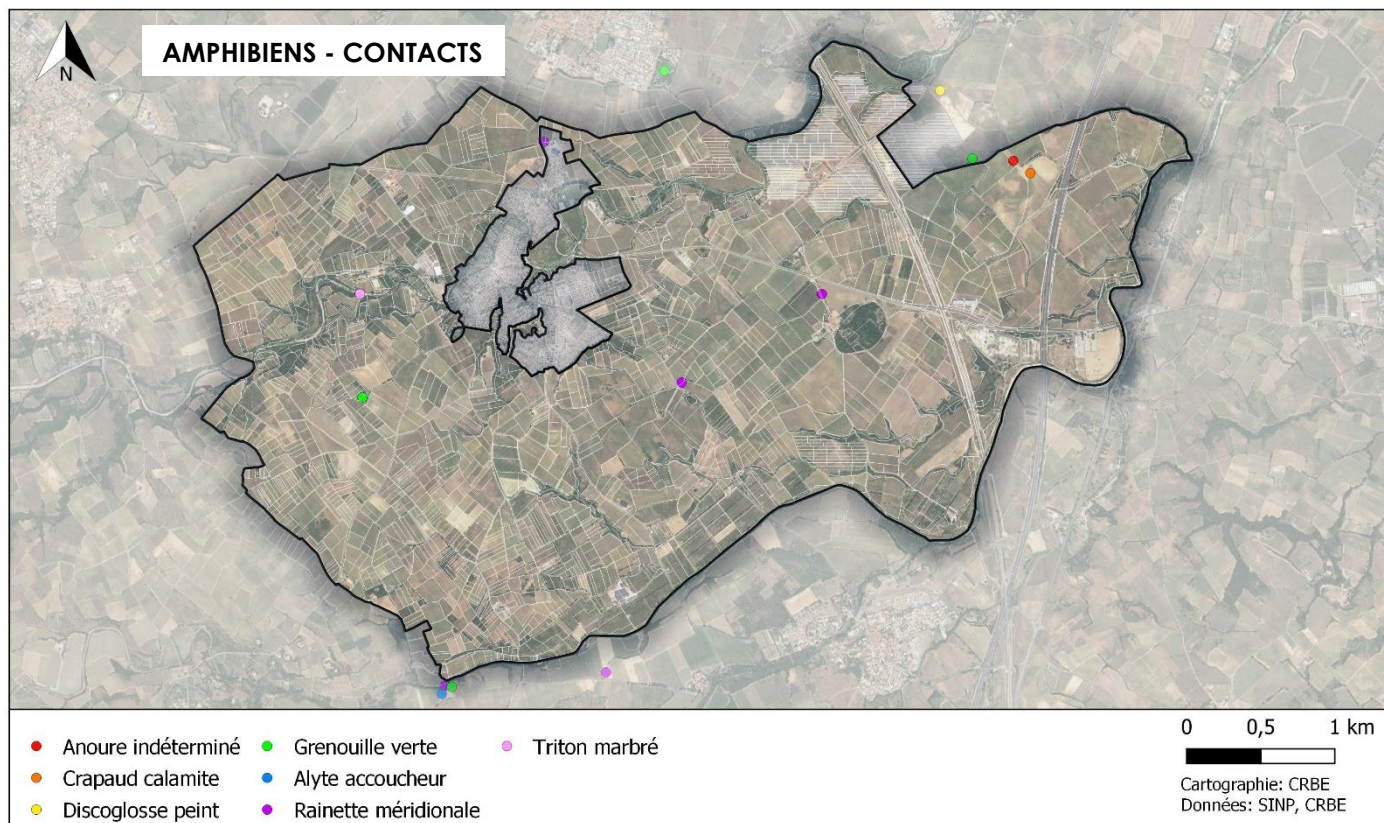 AMPHIBIENS - CONTACTS
N
Anoure indéterminé
Crapaud calamite
Discoglosse peint
Grenouille verte
Alyte accoucheur
Rainette méridionale
Triton marbré
0 0,5 1 km
Cartographie: CRBE
Données: SINP, CRBE